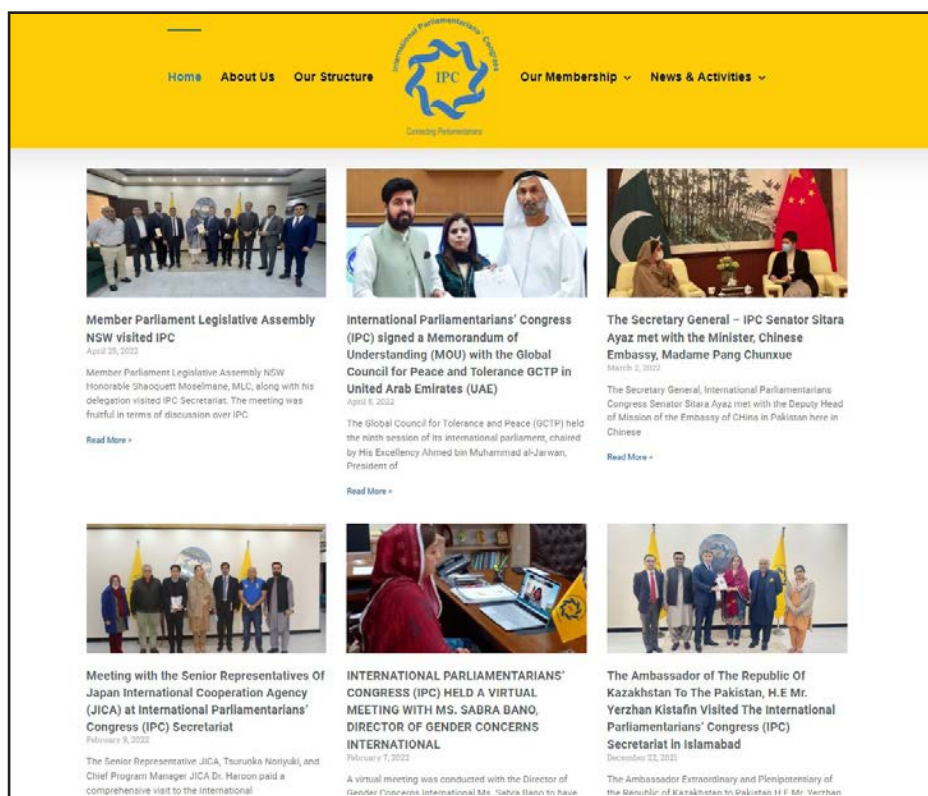 International Parliamentarians' Congress
IPC
Connecting Parliamentarians
Home
About Us
Our Structure
Our Membership
News & Activities
Member Parliament Legislative Assembly
NSW visited IPC
April 25, 2022
Member Parliament Legislative Assembly NSW
Honorable Shaoquett Moselmane, MLC, along with his
delegation visited IPC Secretariat. The meeting was
fruitful in terms of discussion over IPC
Read More »
International Parliamentarians' Congress
(IPC) signed a Memorandum of
Understanding (MOU) with the Global
Council for Peace and Tolerance GCTP in
United Arab Emirates (UAE)
April 5, 2022
The Global Council for Tolerance and Peace (GCTP) held
the ninth session of its international parliament, chaired
by His Excellency Ahmed bin Muhammad al-Jarwan,
President of
Read More »
The Secretary General – IPC Senator Sitara
Ayaz met with the Minister, Chinese
Embassy, Madame Pang Chunxue
March 2, 2022
The Secretary General, International Parliamentarians
Congress Senator Sitara Ayaz met with the Deputy Head
of Mission of the Embassy of CHina in Pakistan here in
Chinese
Read More »
Meeting with the Senior Representatives Of
Japan International Cooperation Agency
(JICA) at International Parliamentarians'
Congress (IPC) Secretariat
February 9, 2022
The Senior Representative JICA, Tsuruoka Noriyuki, and
Chief Program Manager JICA Dr. Haroon paid a
comprehensive visit to the International
INTERNATIONAL PARLIAMENTARIANS'
CONGRESS (IPC) HELD A VIRTUAL
MEETING WITH MS. SABRA BANO,
DIRECTOR OF GENDER CONCERNS
INTERNATIONAL
February 7, 2022
A virtual meeting was conducted with the Director of
Gender Concerns International Ms. Sabra Bano to have
The Ambassador of The Republic Of
Kazakhstan To The Pakistan, H.E Mr.
Yerzhan Kistafin Visited The International
Parliamentarians' Congress (IPC)
Secretariat in Islamabad
December 22, 2021
The Ambassador Extraordinary and Plenipotentiary of
the Republic of Kazakhstan to Pakistan H.E Mr. Yerzhan